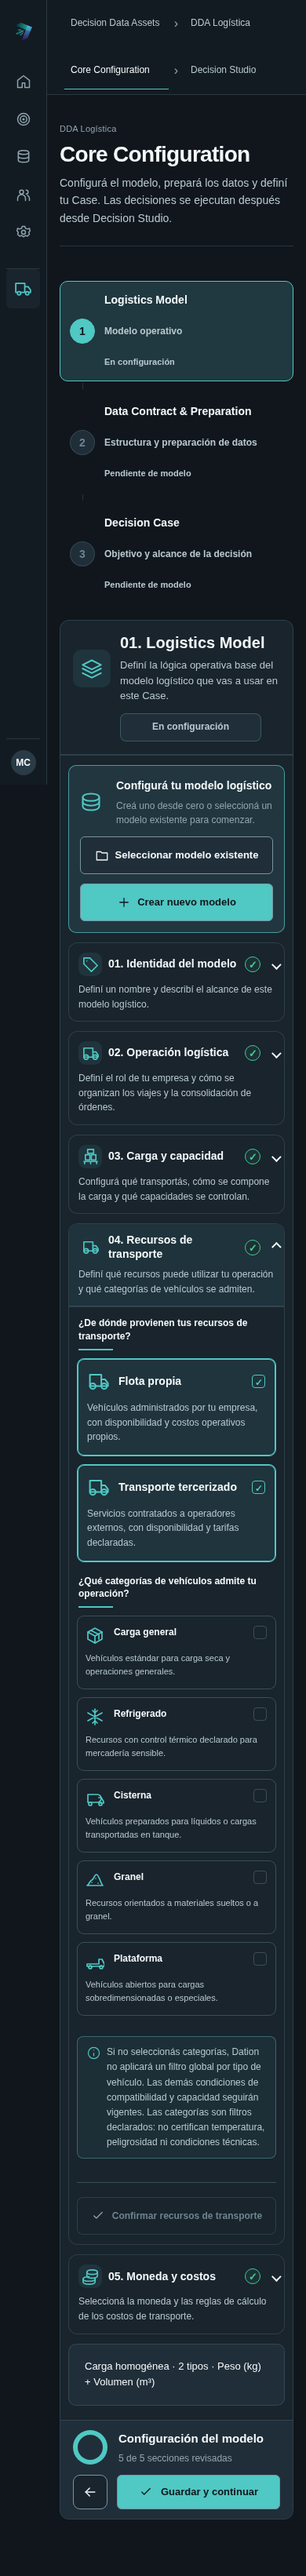 Decision Data Assets › DDA Logística
Core Configuration › Decision Studio
DDA Logística
Core Configuration
Configurá el modelo, prepará los datos y definí
tu Case. Las decisiones se ejecutan después
desde Decision Studio.
Logistics Model
1
Modelo operativo
En configuración
Data Contract & Preparation
2
Estructura y preparación de datos
Pendiente de modelo
Decision Case
3
Objetivo y alcance de la decisión
Pendiente de modelo
01. Logistics Model
Definí la lógica operativa base del
modelo logístico que vas a usar en
este Case.
En configuración
MC
Configurá tu modelo logístico
Creá uno desde cero o seleccioná un
modelo existente para comenzar.
Seleccionar modelo existente
+ Crear nuevo modelo
01. Identidad del modelo
Definí un nombre y describí el alcance de este
modelo logístico.
02. Operación logística
Definí el rol de tu empresa y cómo se
organizan los viajes y la consolidación de
órdenes.
03. Carga y capacidad
Configurá qué transportás, cómo se compone
la carga y qué capacidades se controlan.
04. Recursos de
transporte
Definí qué recursos puede utilizar tu operación
y qué categorías de vehículos se admiten.
¿De dónde provienen tus recursos de
transporte?
Flota propia
Vehículos administrados por tu empresa,
con disponibilidad y costos operativos
propios.
Transporte tercerizado
Servicios contratados a operadores
externos, con disponibilidad y tarifas
declaradas.
¿Qué categorías de vehículos admite tu
operación?
Carga general
Vehículos estándar para carga seca y
operaciones generales.
Refrigerado
Recursos con control térmico declarado para
mercadería sensible.
Cisterna
Vehículos preparados para líquidos o cargas
transportadas en tanque.
Granel
Recursos orientados a materiales sueltos o a
granel.
Plataforma
Vehículos abiertos para cargas
sobredimensionadas o especiales.
Si no seleccionás categorías, Dation
no aplicará un filtro global por tipo de
vehículo. Las demás condiciones de
compatibilidad y capacidad seguirán
vigentes. Las categorías son filtros
declarados: no certifican temperatura,
peligrosidad ni condiciones técnicas.
Confirmar recursos de transporte
05. Moneda y costos
Seleccioná la moneda y las reglas de cálculo
de los costos de transporte.
Carga homogénea · 2 tipos · Peso (kg)
+ Volumen (m³)
Configuración del modelo
5 de 5 secciones revisadas
Guardar y continuar